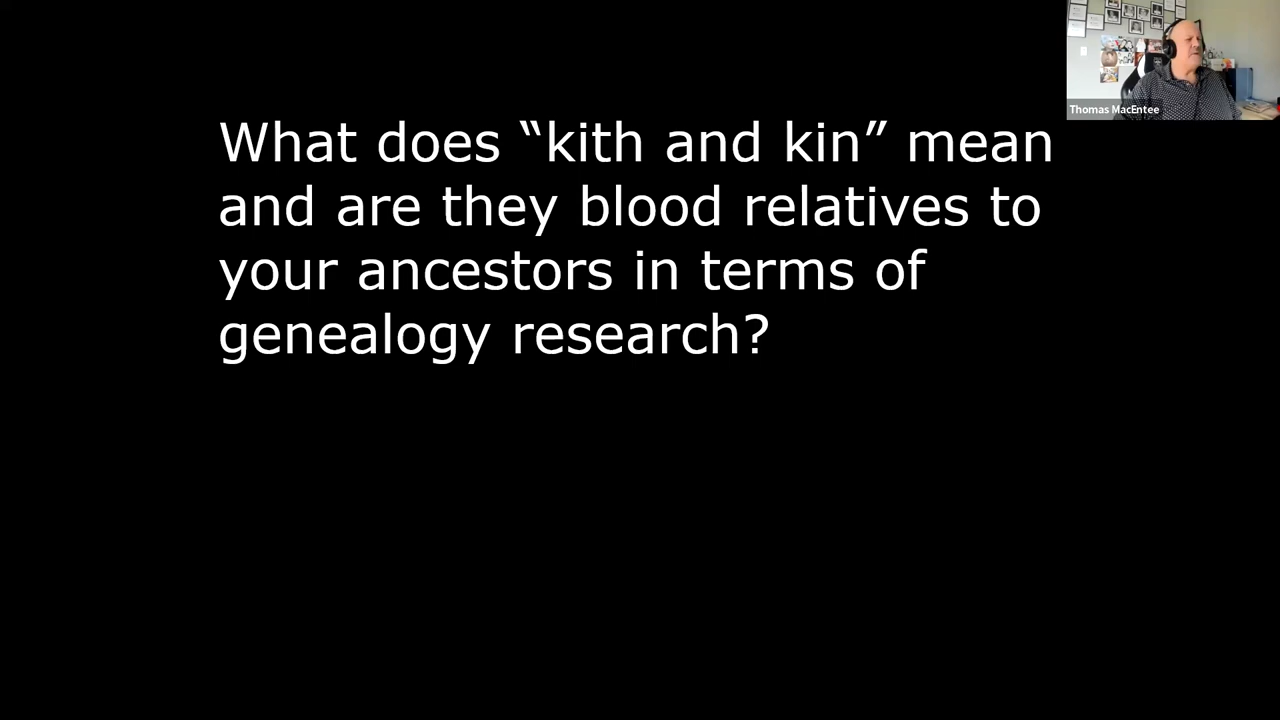 What does “kith and kin” mean
and are they blood relatives to
your ancestors in terms of
genealogy research?
Thomas MacEntee